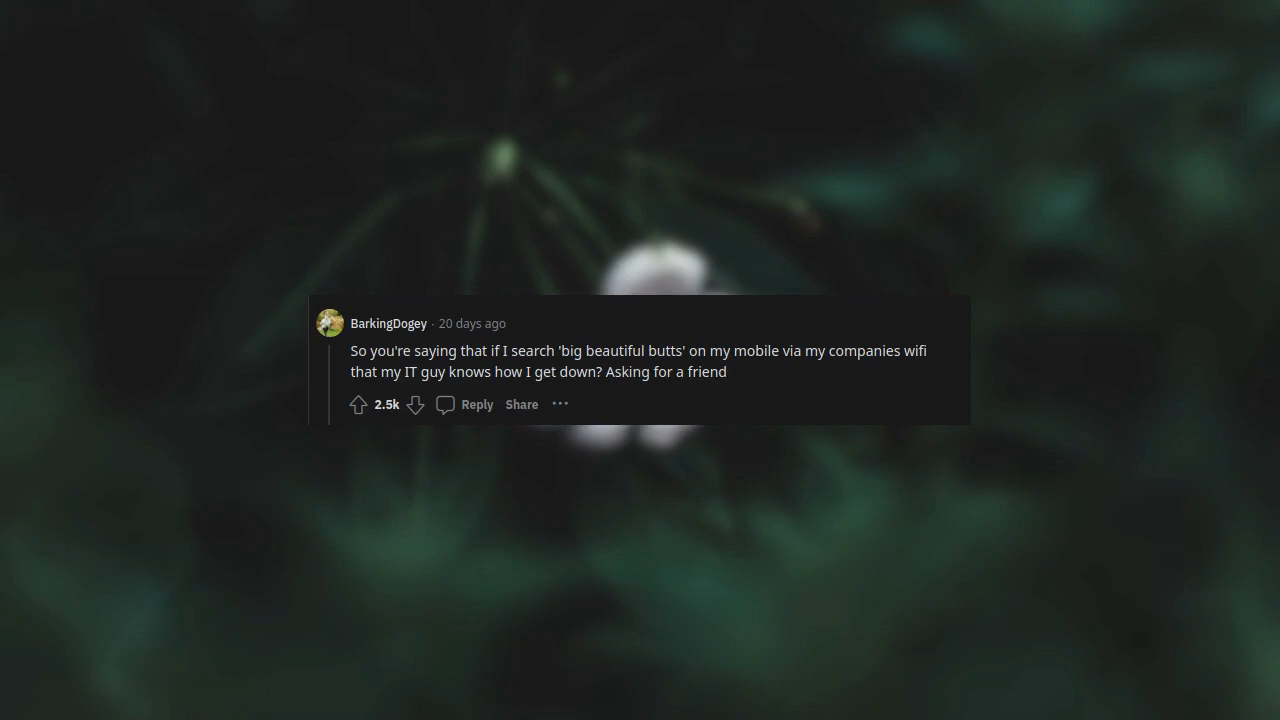 BarkingDogey · 20 days ago
So you're saying that if I search 'big beautiful butts' on my mobile via my companies wifi
that my IT guy knows how I get down? Asking for a friend
2.5k Reply Share ···